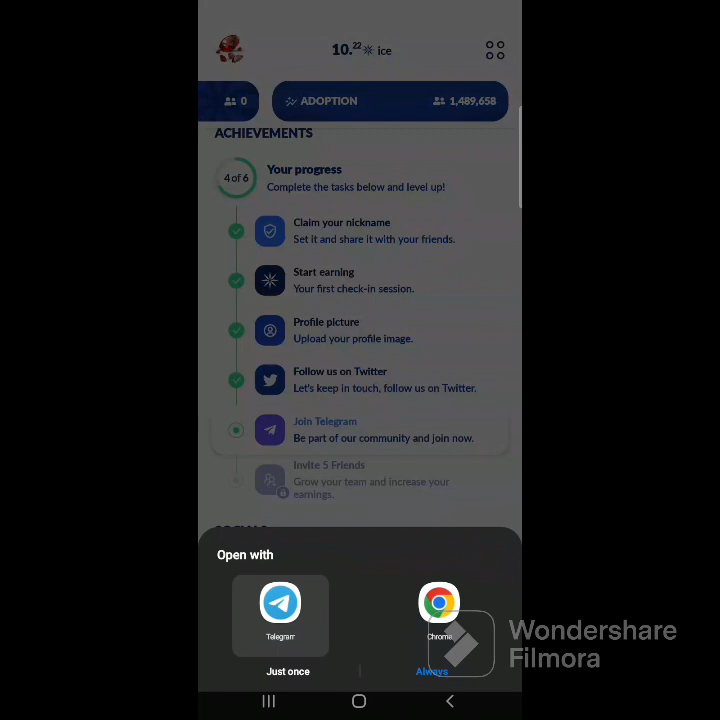 10.22 ice
0
ADOPTION 1,489,658
ACHIEVEMENTS
4 of 6
Your progress
Complete the tasks below and level up!
Claim your nickname
Set it and share it with your friends.
Start earning
Your first check-in session.
Profile picture
Upload your profile image.
Follow us on Twitter
Let's keep in touch, follow us on Twitter.
Join Telegram
Be part of our community and join now.
Invite 5 Friends
Grow your team and increase your
earnings.
Open with
Telegram
Chrome
Just once
Always
Wondershare
Filmora